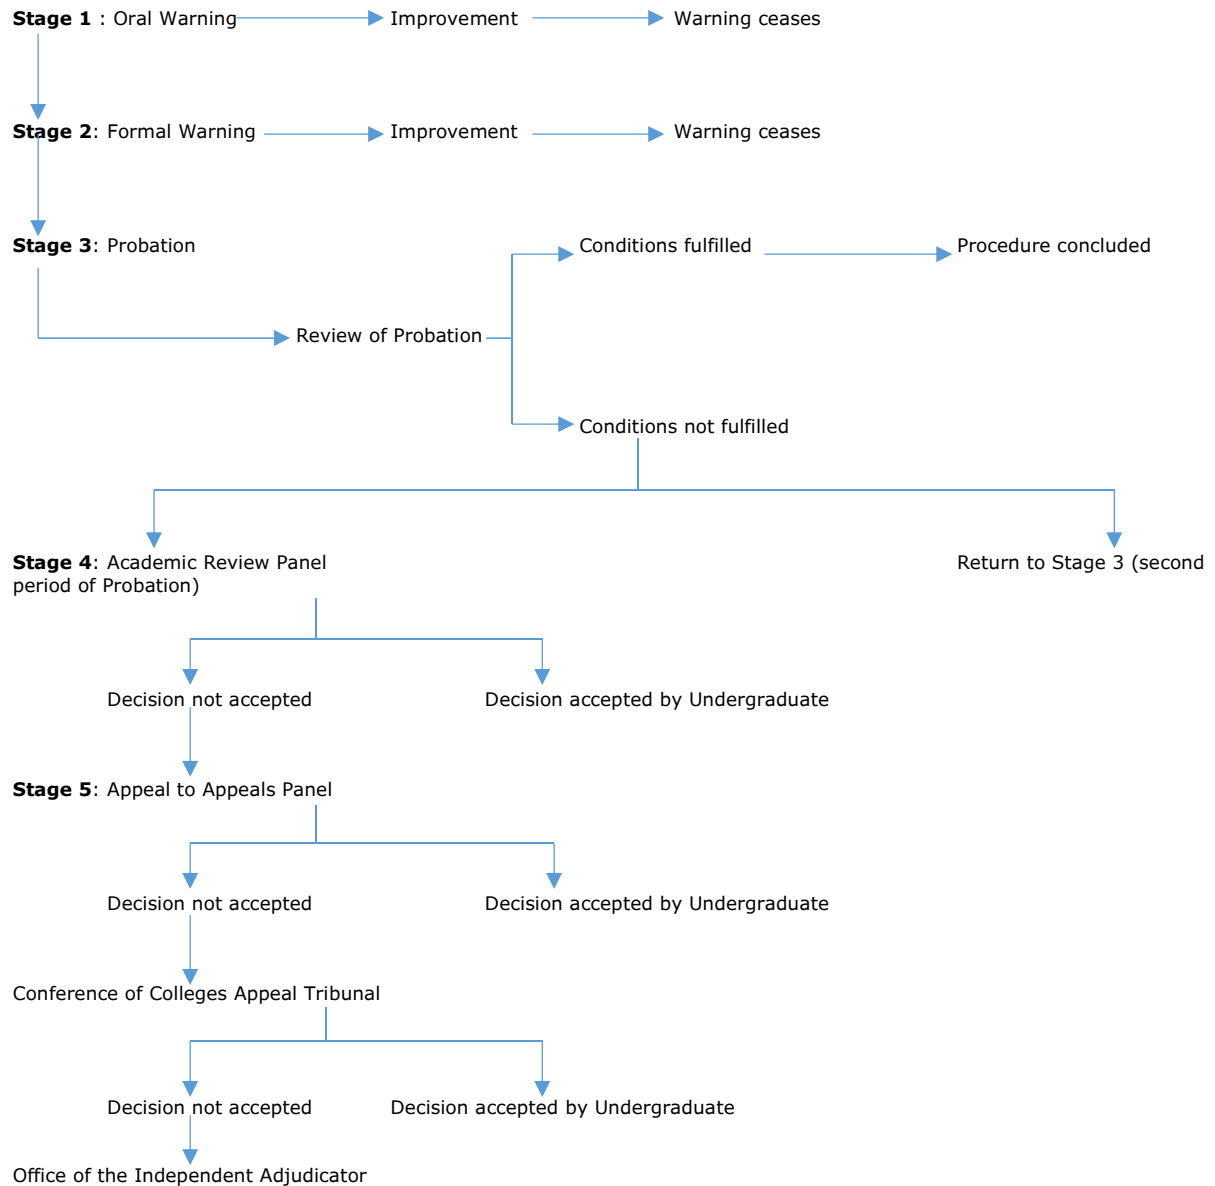 Stage 1 : Oral Warning Improvement Warning ceases
Stage 2: Formal Warning Improvement Warning ceases
Stage 3: Probation Conditions fulfilled Procedure concluded
Review of Probation
Conditions not fulfilled
Stage 4: Academic Review Panel Return to Stage 3 (second
period of Probation)
Decision not accepted Decision accepted by Undergraduate
Stage 5: Appeal to Appeals Panel
Decision not accepted Decision accepted by Undergraduate
Conference of Colleges Appeal Tribunal
Decision not accepted Decision accepted by Undergraduate
Office of the Independent Adjudicator